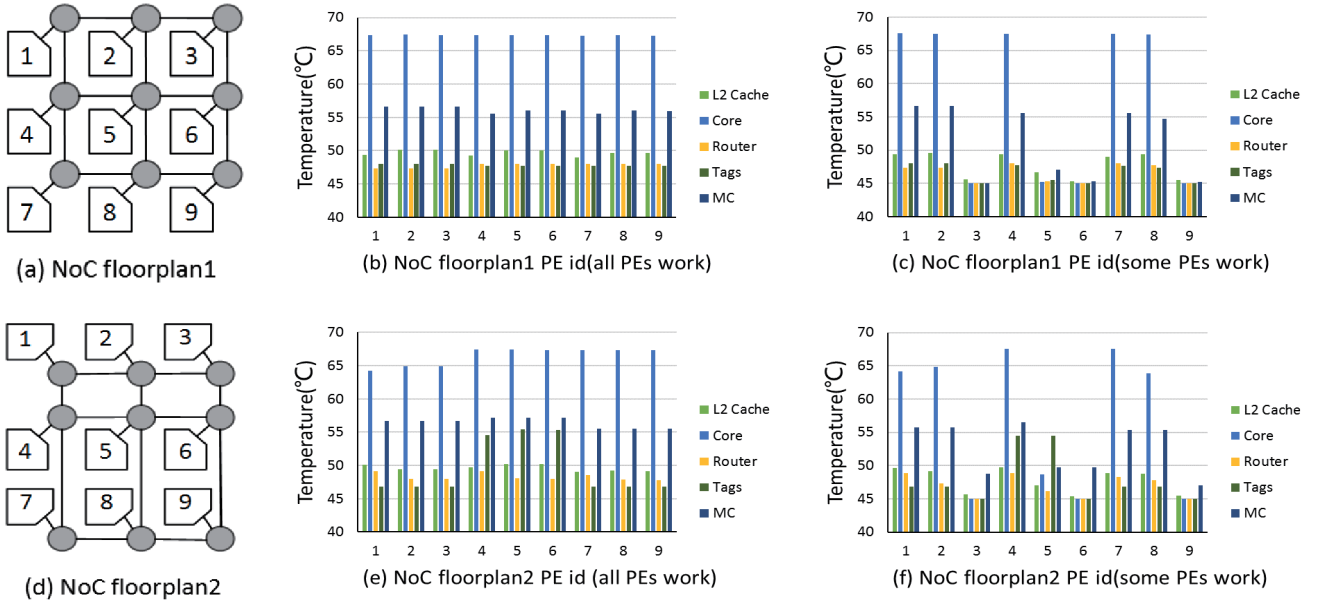 1 2 3
4 5 6
7 8 9
(a) NoC floorplan1
Temperature(℃)
70
65
60
55
50
45
40
1 2 3 4 5 6 7 8 9
L2 Cache
Core
Router
Tags
MC
(b) NoC floorplan1 PE id(all PEs work)
Temperature(℃)
70
65
60
55
50
45
40
1 2 3 4 5 6 7 8 9
L2 Cache
Core
Router
Tags
MC
(c) NoC floorplan1 PE id(some PEs work)
1 2 3
4 5 6
7 8 9
(d) NoC floorplan2
Temperature(℃)
70
65
60
55
50
45
40
1 2 3 4 5 6 7 8 9
L2 Cache
Core
Router
Tags
MC
(e) NoC floorplan2 PE id (all PEs work)
Temperature(℃)
70
65
60
55
50
45
40
1 2 3 4 5 6 7 8 9
L2 Cache
Core
Router
Tags
MC
(f) NoC floorplan2 PE id(some PEs work)